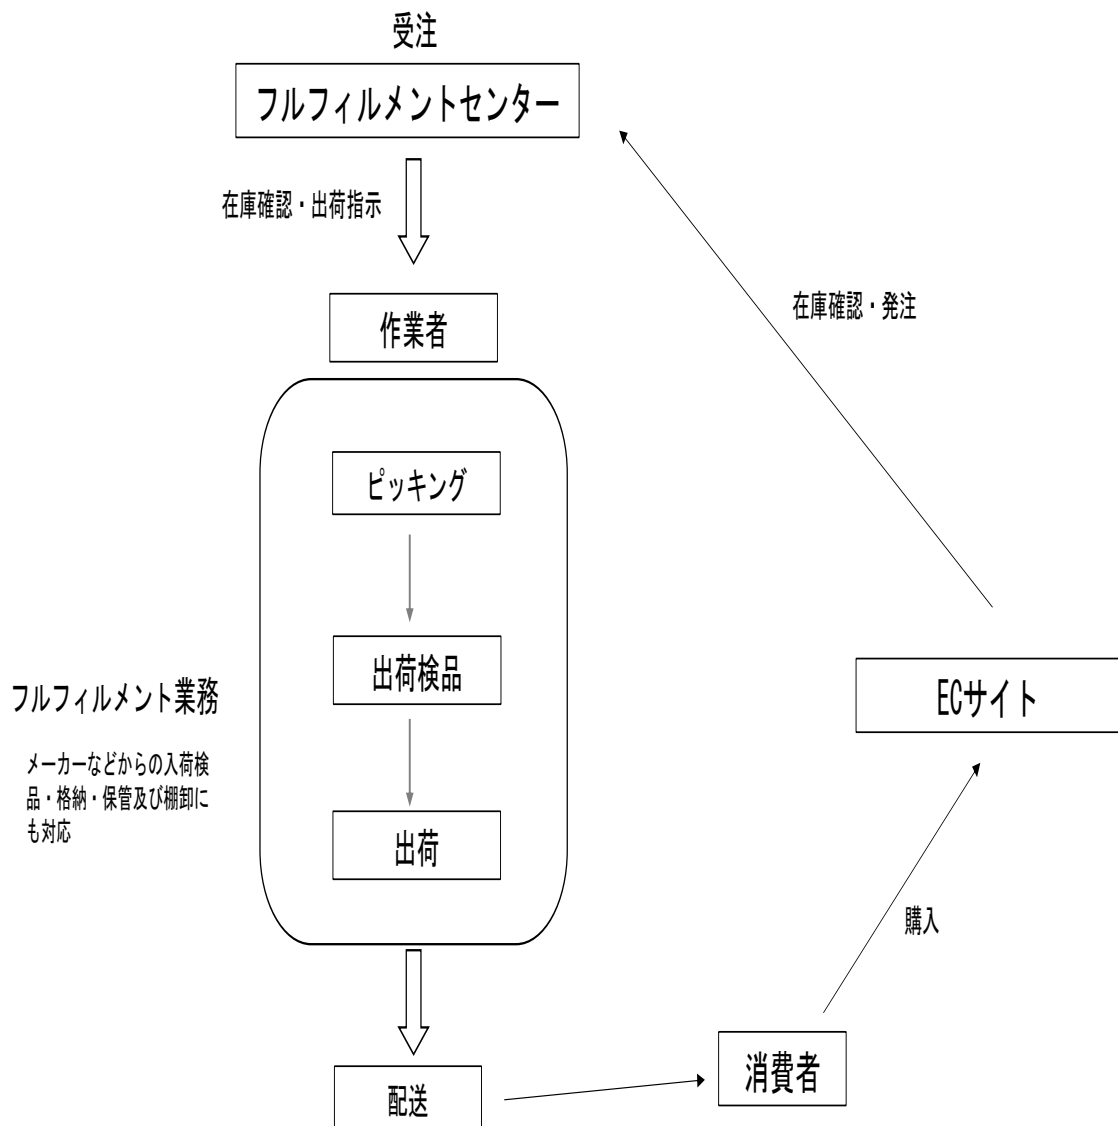 受注
フルフィルメントセンター
在庫確認・出荷指示
作業者
在庫確認・発注
ピッキング
出荷検品
フルフィルメント業務
ECサイト
メーカーなどからの入荷検
品・格納・保管及び棚卸に
も対応
出荷
購入
消費者
配送